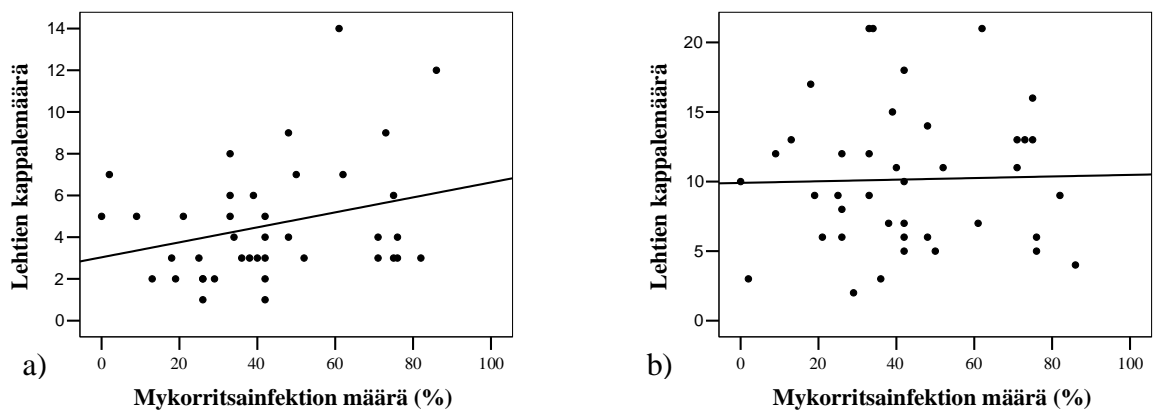 14
12
10
8
6
4
2
0
Lehtien kappalemäärä
0 20 40 60 80 100
Mykorritsainfektion määrä (%)
a)
20
15
10
5
0
Lehtien kappalemäärä
0 20 40 60 80 100
Mykorritsainfektion määrä (%)
b)